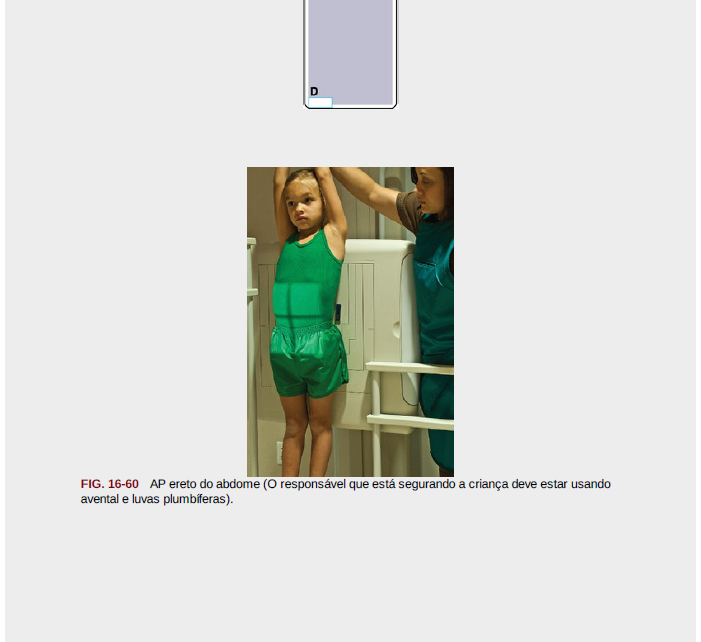 D
FIG. 16-60 AP ereto do abdome (O responsável que está segurando a criança deve estar usando
avental e luvas plumbíferas).